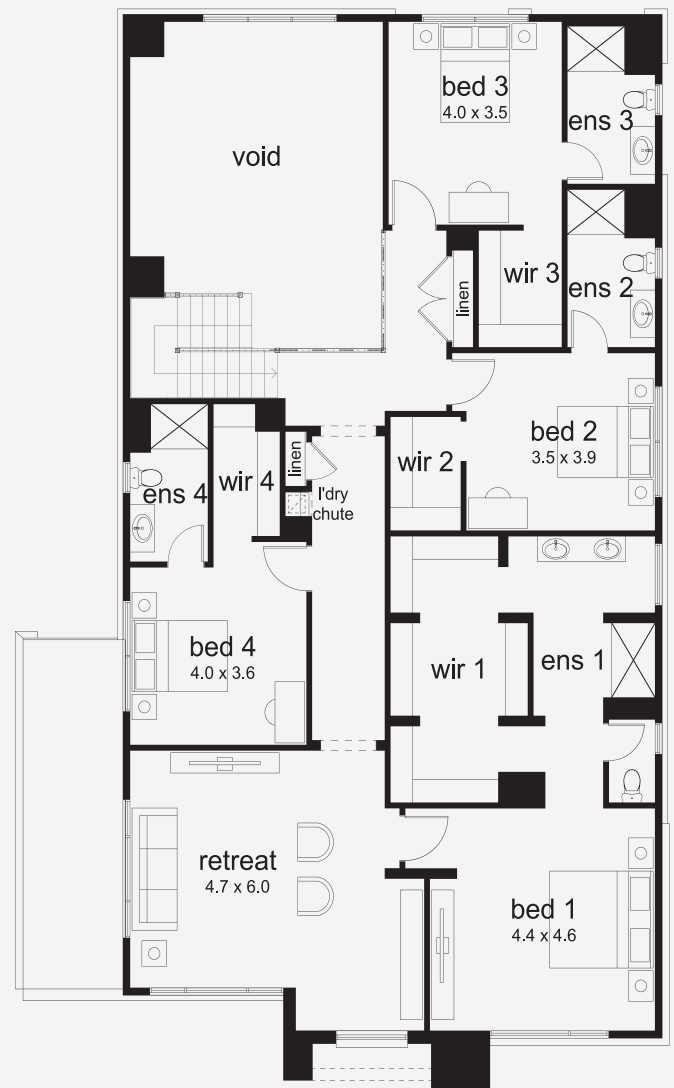 bed 3
4.0 x 3.5
ens 3
void
wir 3
ens 2
linen
bed 2
3.5 x 3.9
wir 2
linen
wir 4
ens 4
l'dry
chute
bed 4
4.0 x 3.6
wir 1
ens 1
retreat
4.7 x 6.0
bed 1
4.4 x 4.6